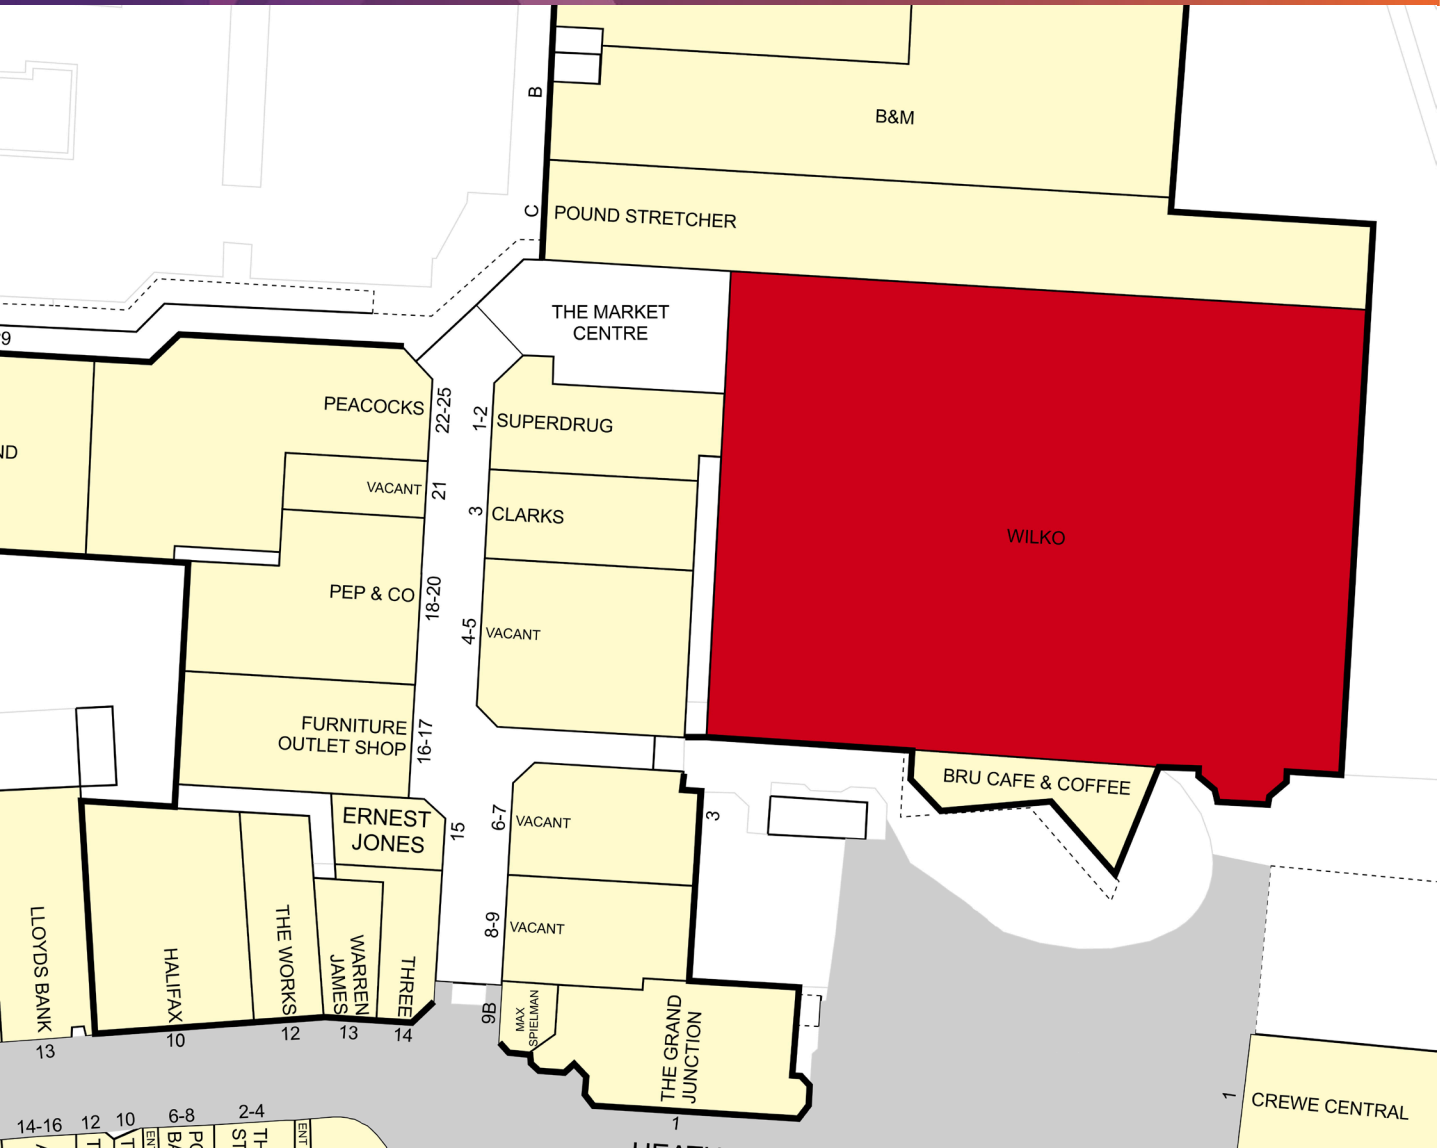 B
B&M
C
POUND STRETCHER
THE MARKET
CENTRE
9
PEACOCKS
22-25
1-2
SUPERDRUG
ND
VACANT
21
3
CLARKS
WILKO
PEP & CO
18-20
4-5
VACANT
FURNITURE
OUTLET SHOP
16-17
BRU CAFE & COFFEE
ERNEST
JONES
15
6-7
VACANT
3
8-9
VACANT
LLOYDS BANK
HALIFAX
THE WORKS
WARREN
JAMES
THREE
9B
MAX
SPIELMAN
THE GRAND
JUNCTION
13
10
12
13
14
1
1
CREWE CENTRAL
14-16
12
10
6-8
2-4
ENT
ENT